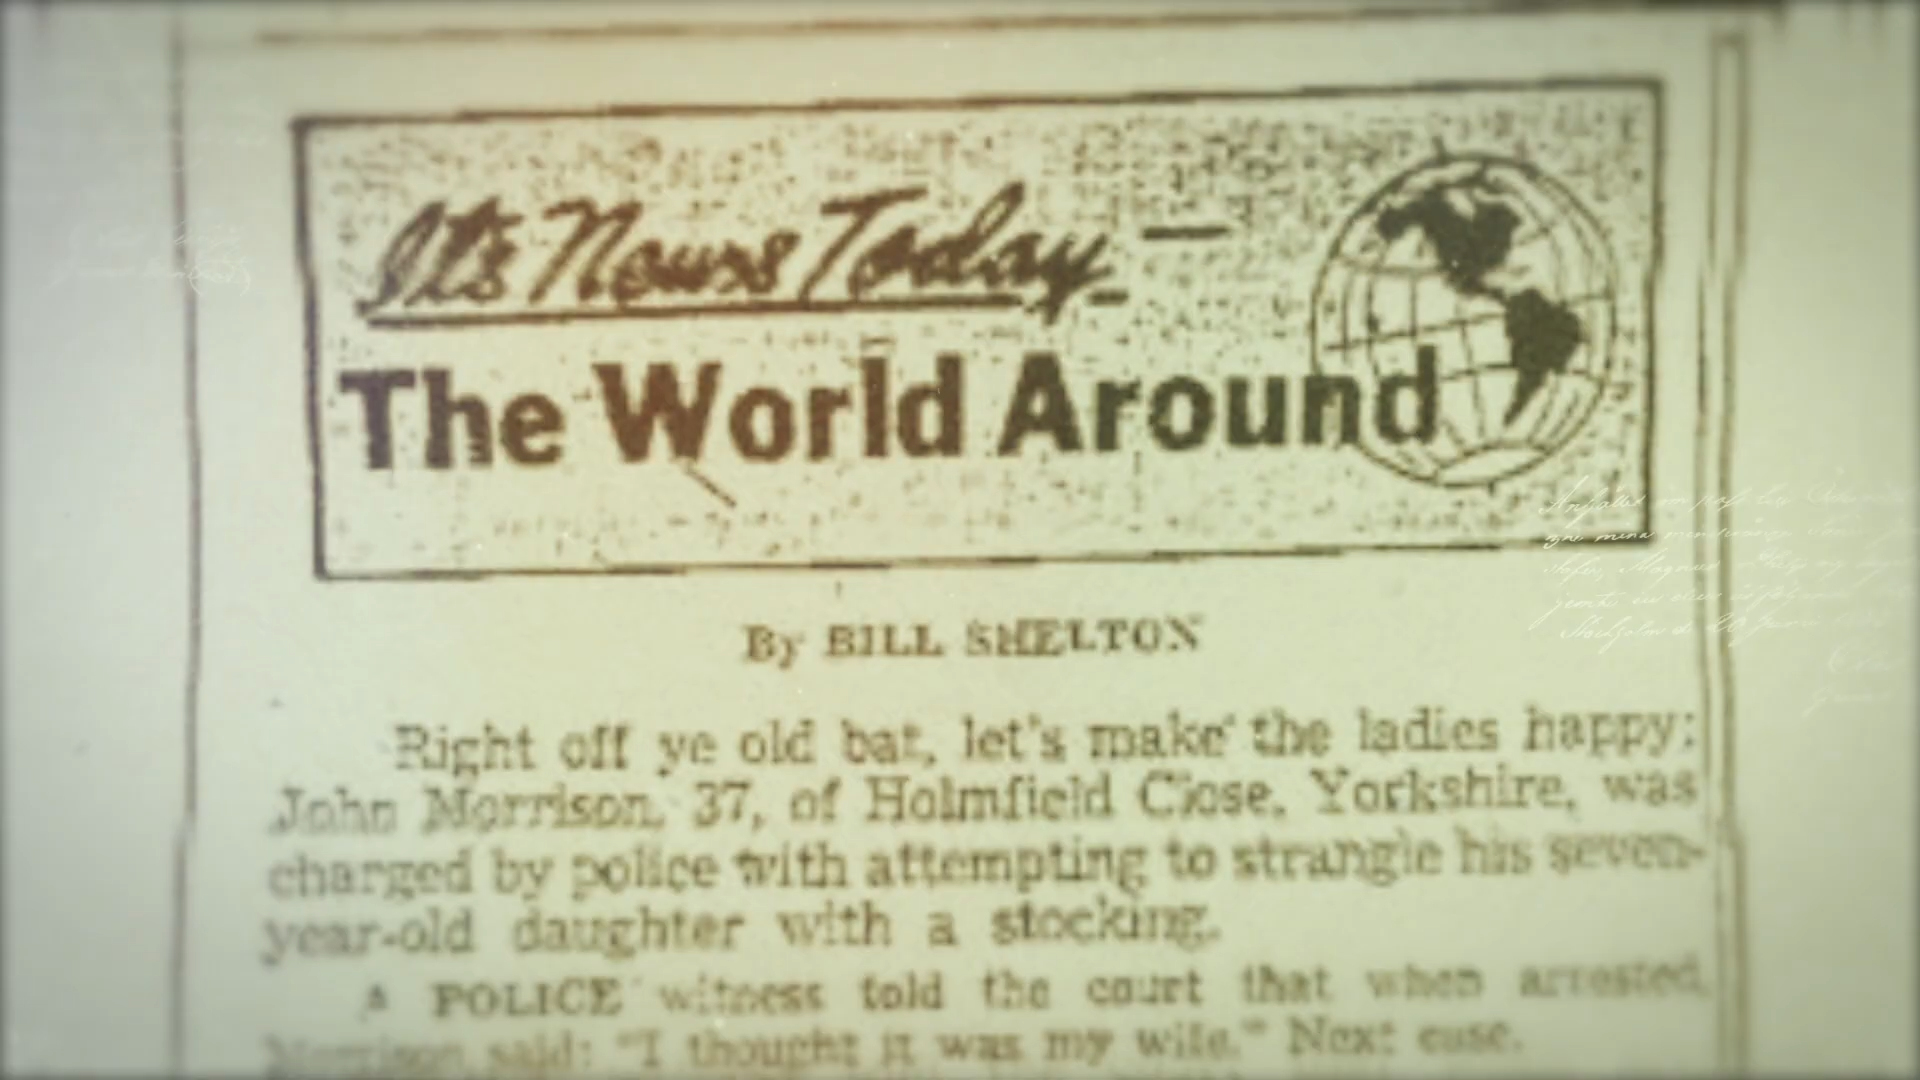 It's News Today —
The World Around
By BILL SHELTON
Right off ye old bat, let's make the ladies happy:
John Morrison, 37, of Holmfield Close, Yorkshire, was
charged by police with attempting to strangle his seven-
year-old daughter with a stocking.
A POLICE witness told the court that when arrested,
Morrison said: "I thought it was my wife." Next case.